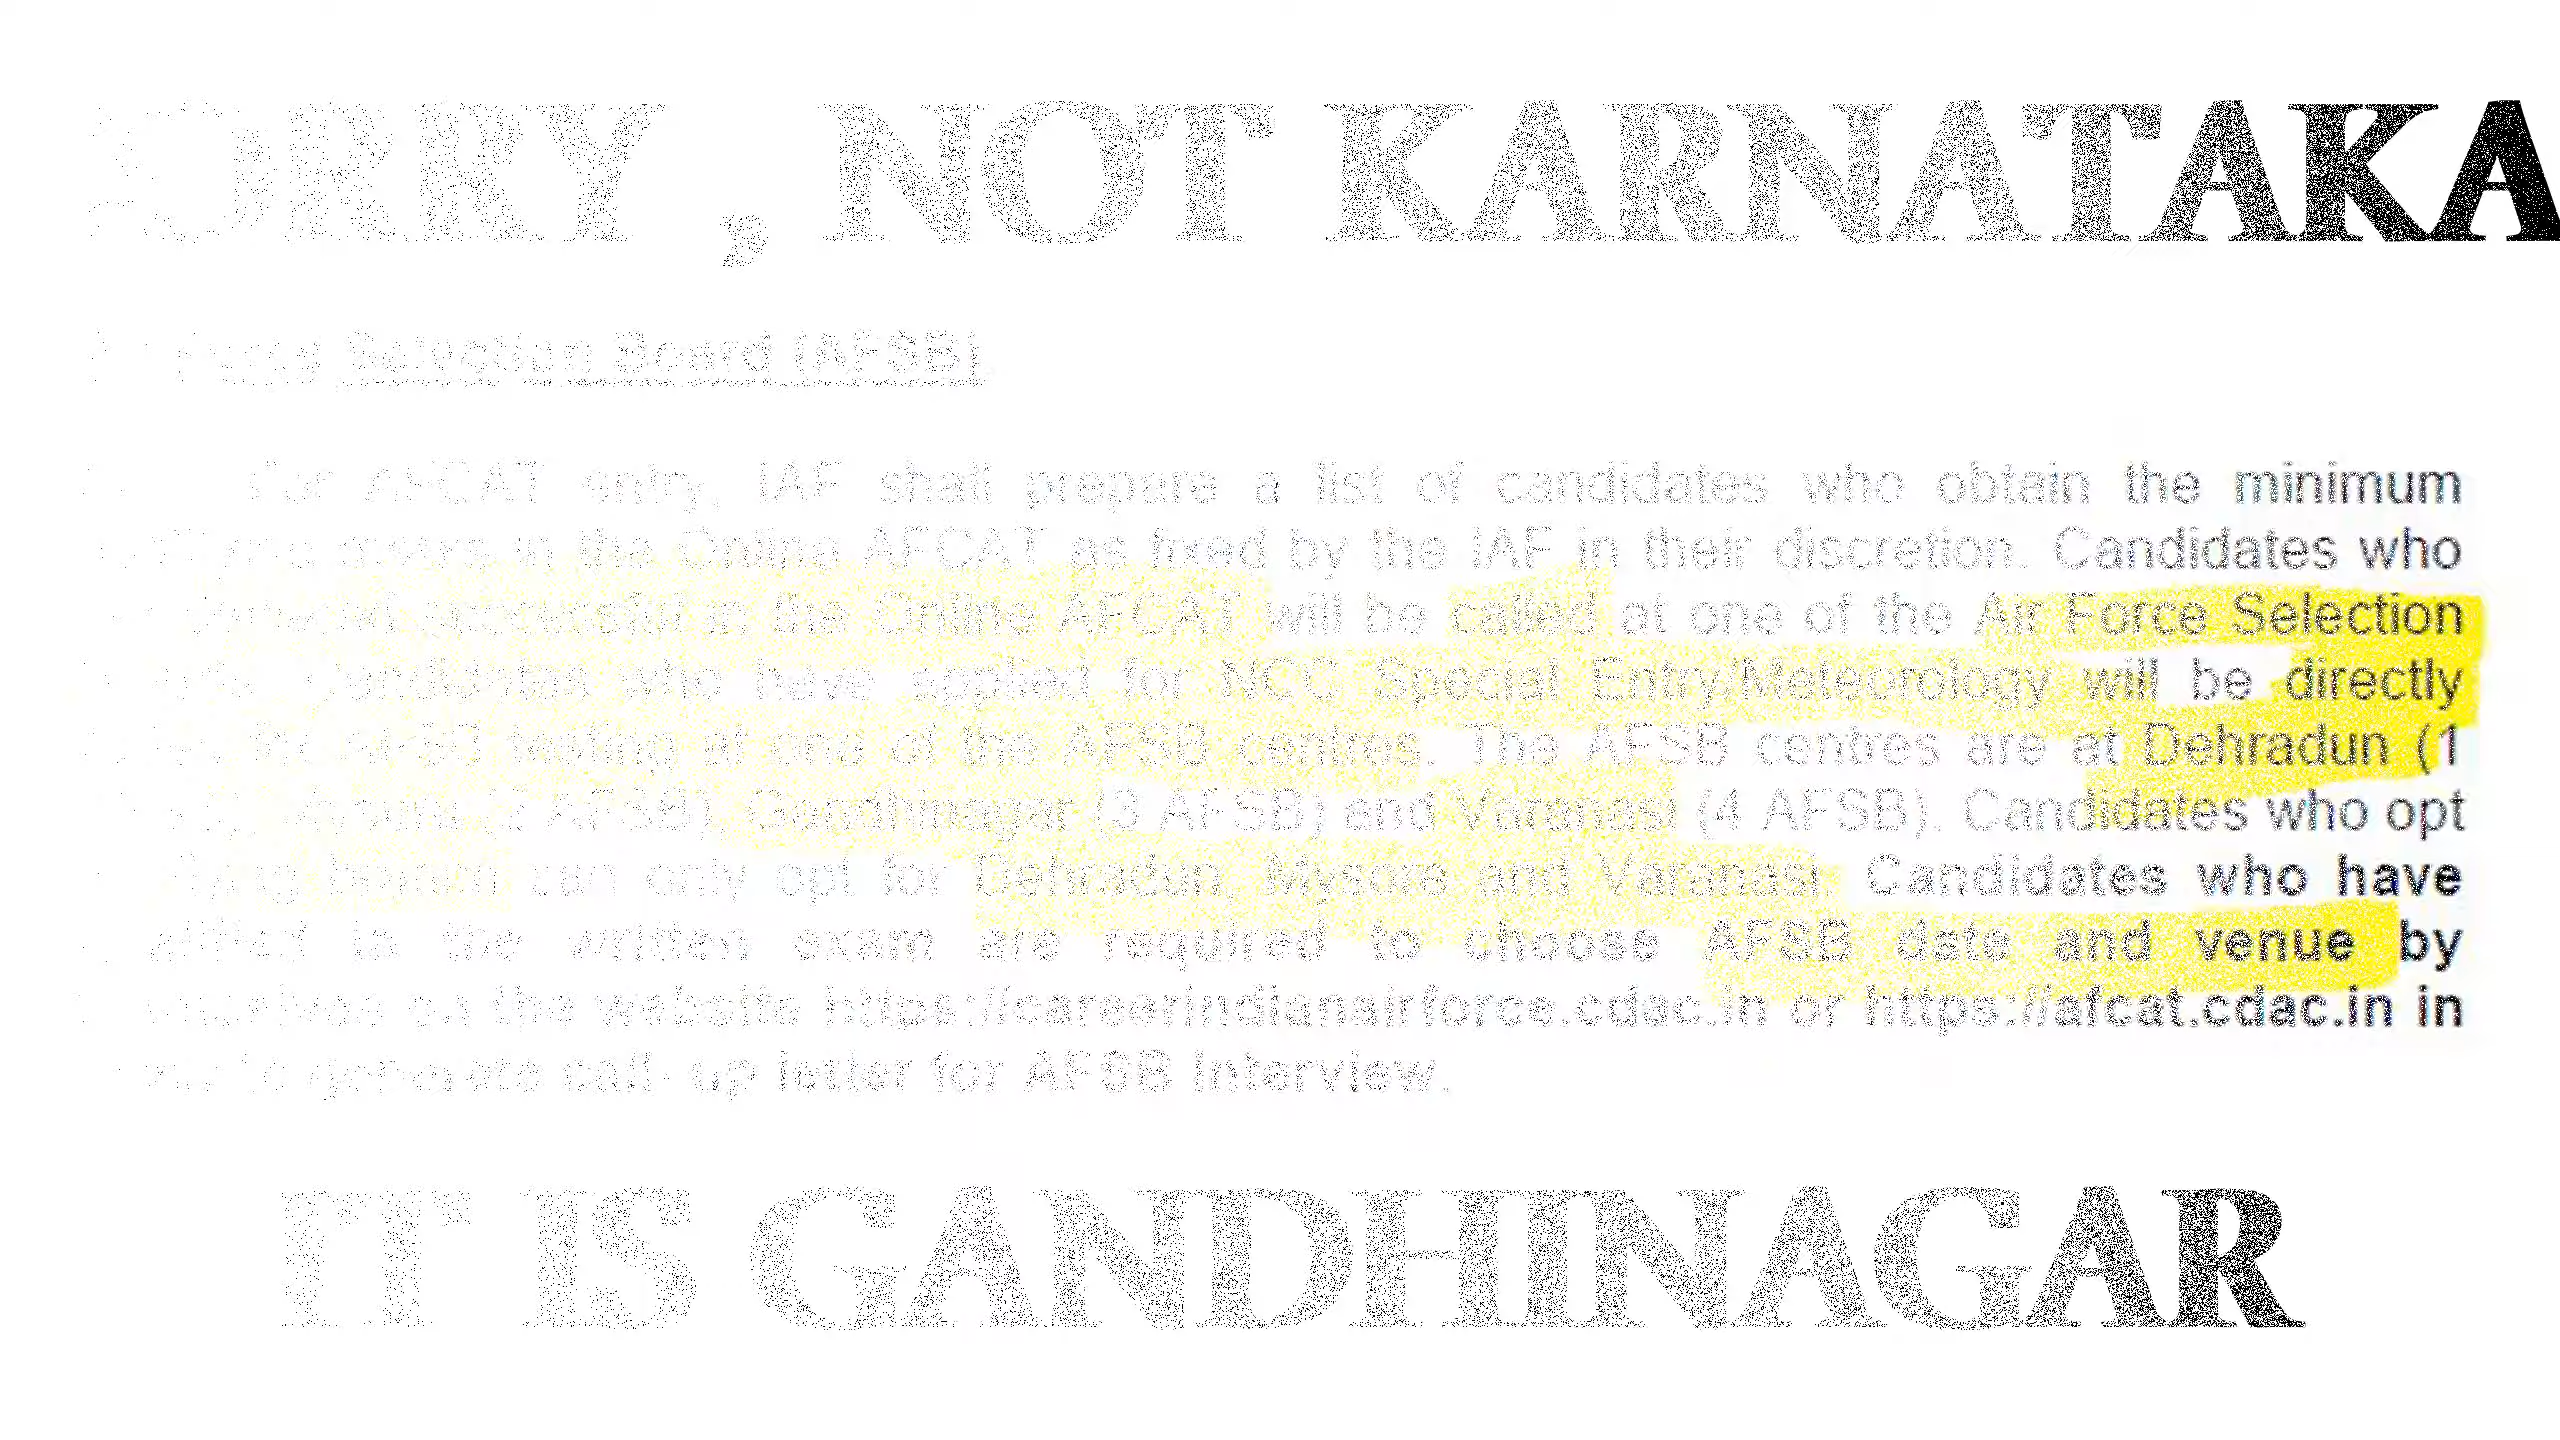 SORRY , NOT KARNATAKA
Force Selection Board (AFSB)
For AFCAT entry, IAF shall prepare a list of candidates who obtain the minimum
in the Online AFCAT as fixed by the IAF in their discretion. Candidates who
successful in the Online AFCAT will be called at one of the Air Force Selection
Candidates who have applied for NCC Special Entry/Meteorology will be directly
for AFSB testing at one of the AFSB centres. The AFSB centres are at Dehradun (1
Mysuru (2 AFSB), Gandhinagar (3 AFSB) and Varanasi (4 AFSB). Candidates who opt
flying branch can only opt for Dehradun, Mysore and Varanasi. Candidates who have
in the written exam are required to choose AFSB date and venue by
on the website https://careerindianairforce.cdac.in or https://afcat.cdac.in in
to generate call- up letter for AFSB interview.
IT IS GANDHINAGAR